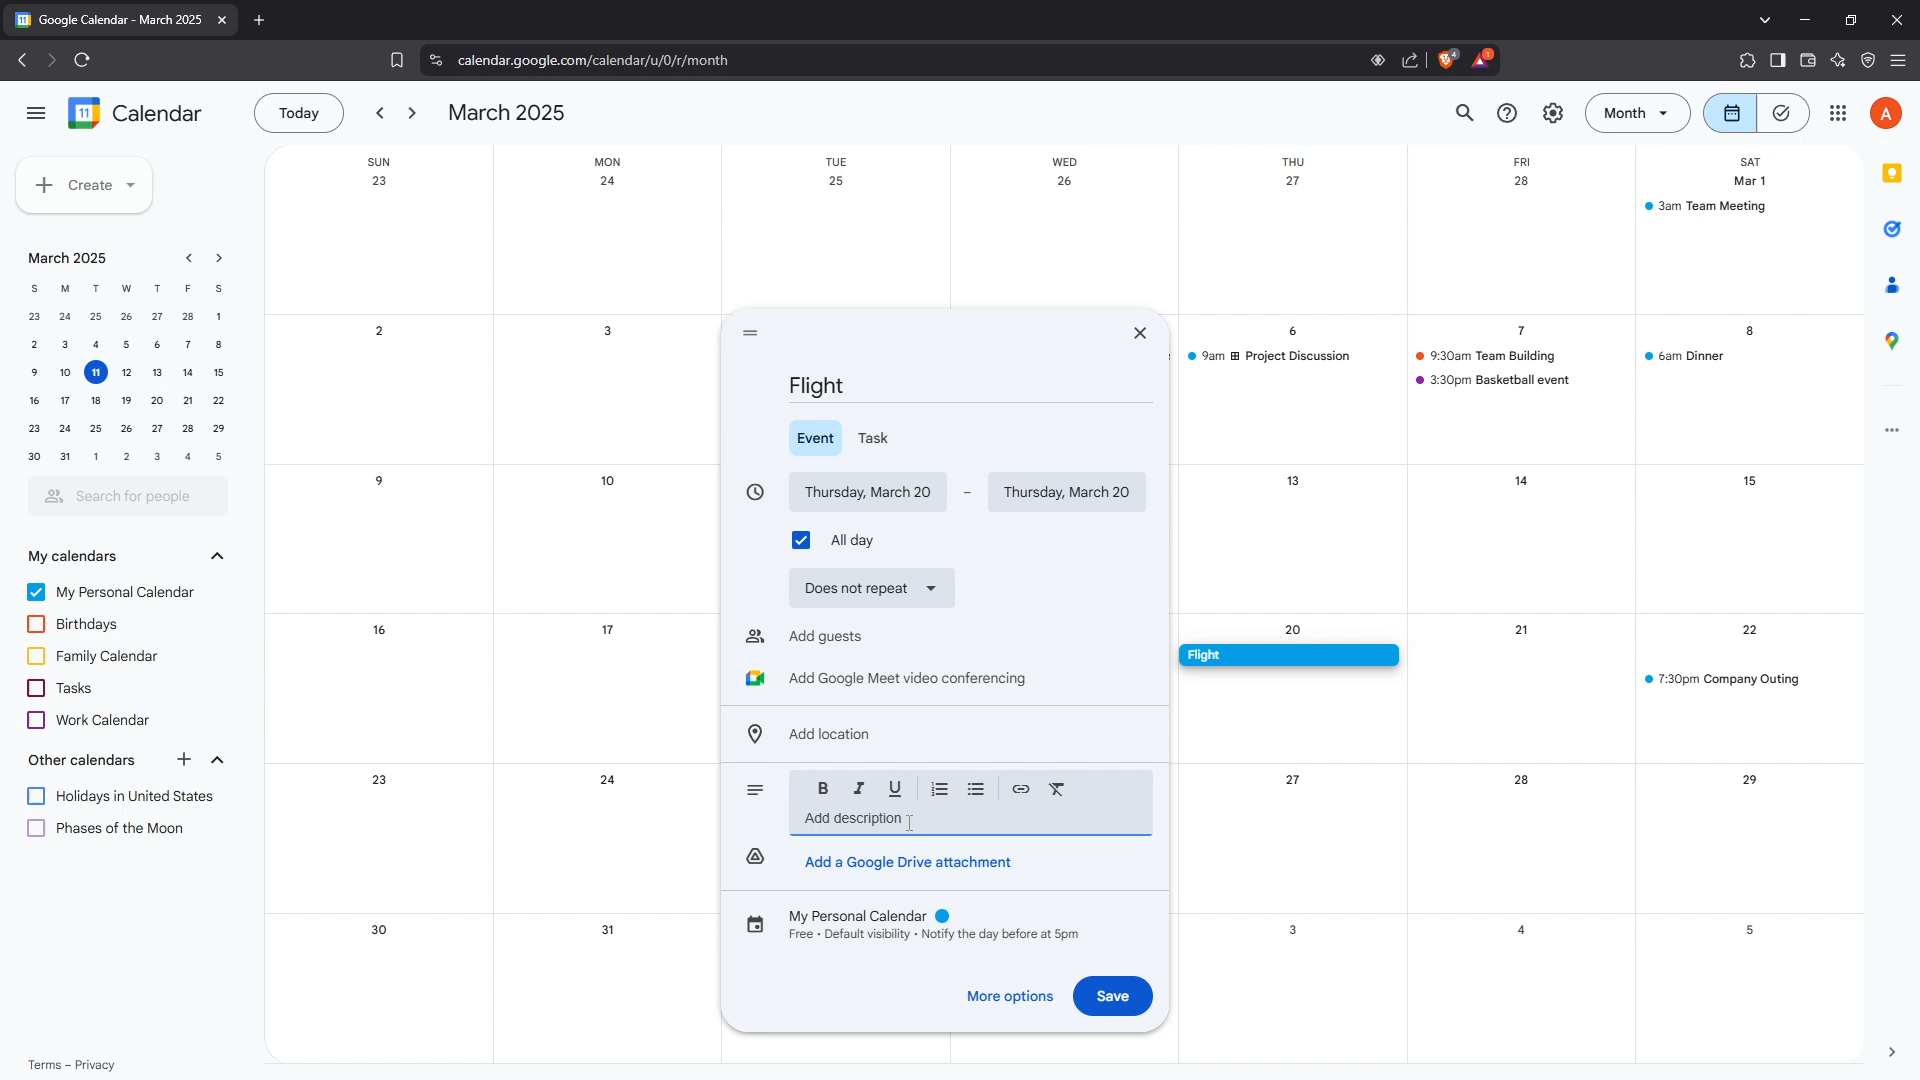 Google Calendar - March 2025
calendar.google.com/calendar/u/0/r/month
4
1
11
Calendar
Today
March 2025
Month
A
Create
SUN
MON
TUE
WED
THU
FRI
SAT
23
24
25
26
27
28
Mar 1
3am Team Meeting
March 2025
S M T W T F S
23 24 25 26 27 28 1
2 3 4 5 6 7 8
9 10 11 12 13 14 15
16 17 18 19 20 21 22
23 24 25 26 27 28 29
30 31 1 2 3 4 5
Search for people
My calendars
My Personal Calendar
Birthdays
Family Calendar
Tasks
Work Calendar
Other calendars
Holidays in United States
Phases of the Moon
Terms – Privacy
2
3
6
7
8
9am Project Discussion
9:30am Team Building
3:30pm Basketball event
6am Dinner
9
10
13
14
15
16
17
20
21
22
Flight
7:30pm Company Outing
23
24
27
28
29
30
31
3
4
5
Flight
Event
Task
Thursday, March 20
–
Thursday, March 20
All day
Does not repeat
Add guests
Add Google Meet video conferencing
Add location
B I U
Add description
Add a Google Drive attachment
My Personal Calendar
Free • Default visibility • Notify the day before at 5pm
More options
Save